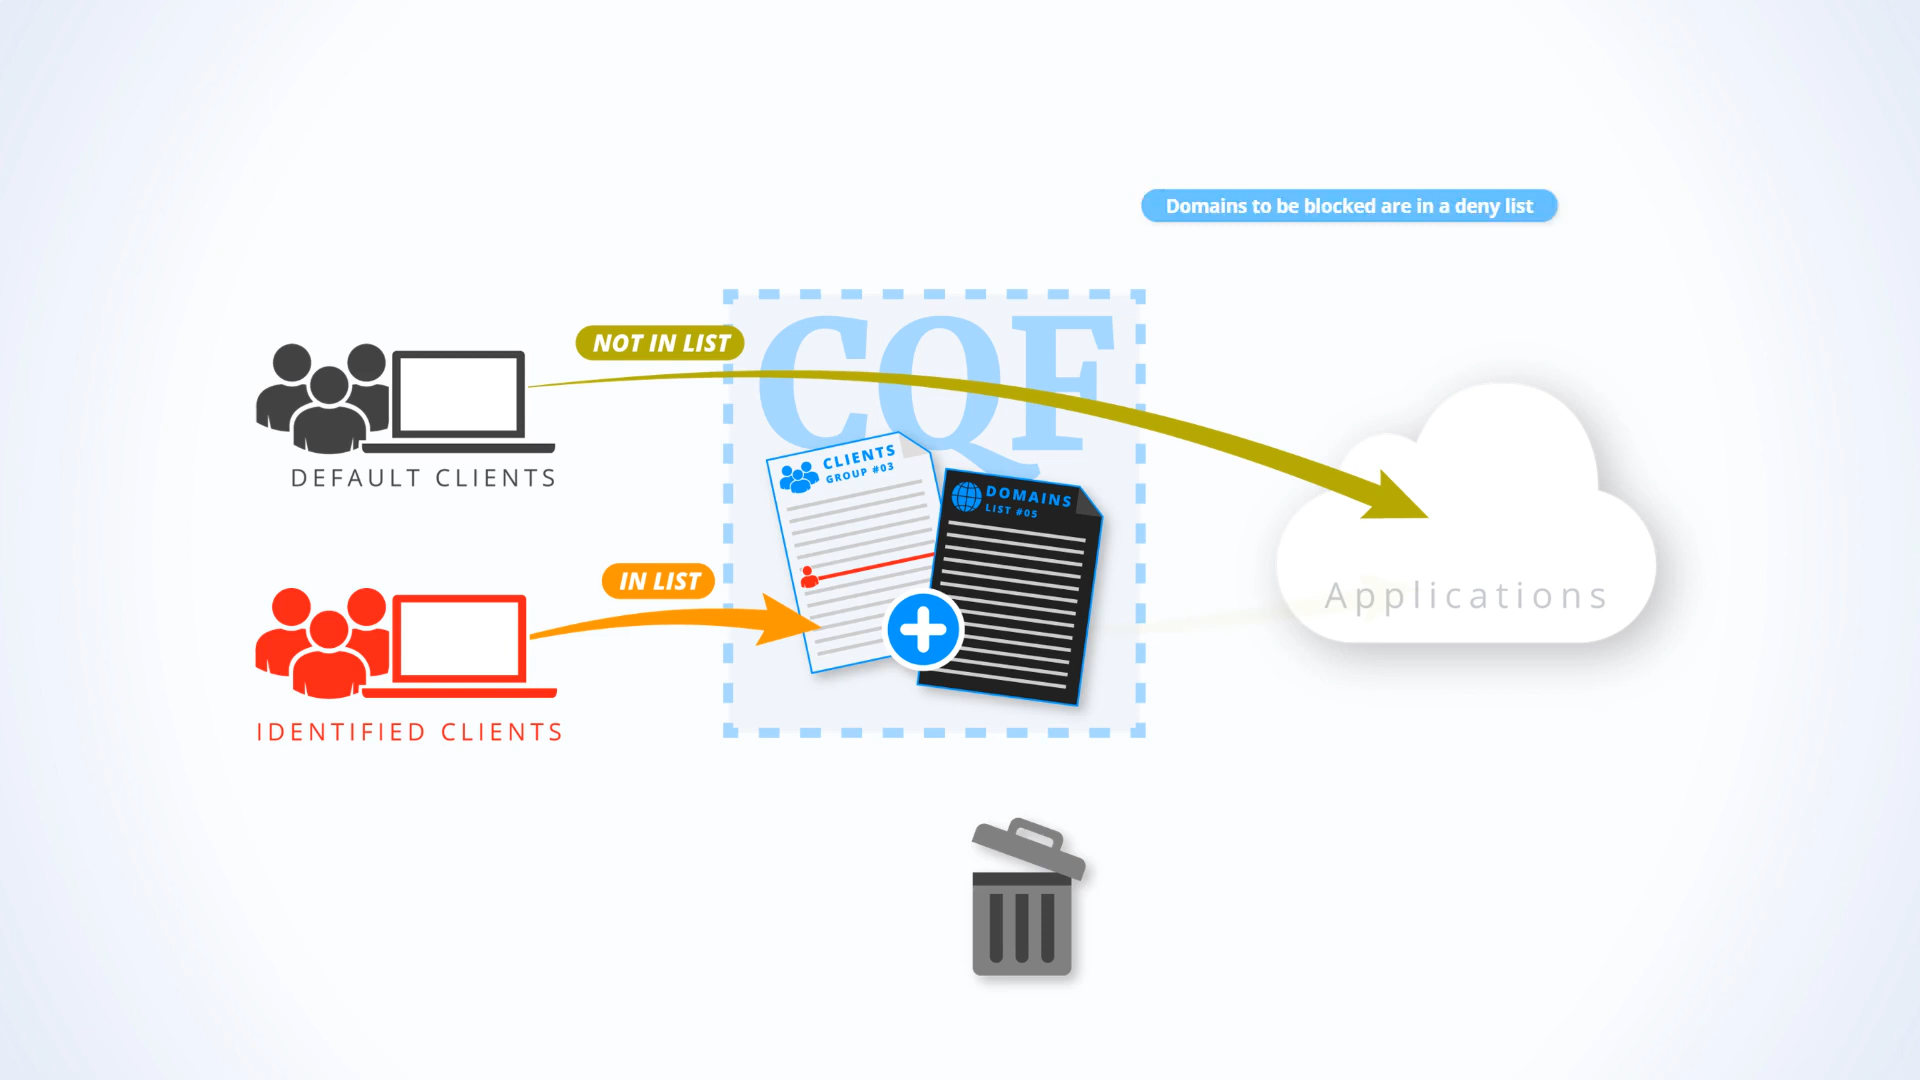 Domains to be blocked are in a deny list
CQF
NOT IN LIST
DEFAULT CLIENTS
CLIENTS
GROUP #03
DOMAINS
LIST #05
IN LIST
Applications
IDENTIFIED CLIENTS